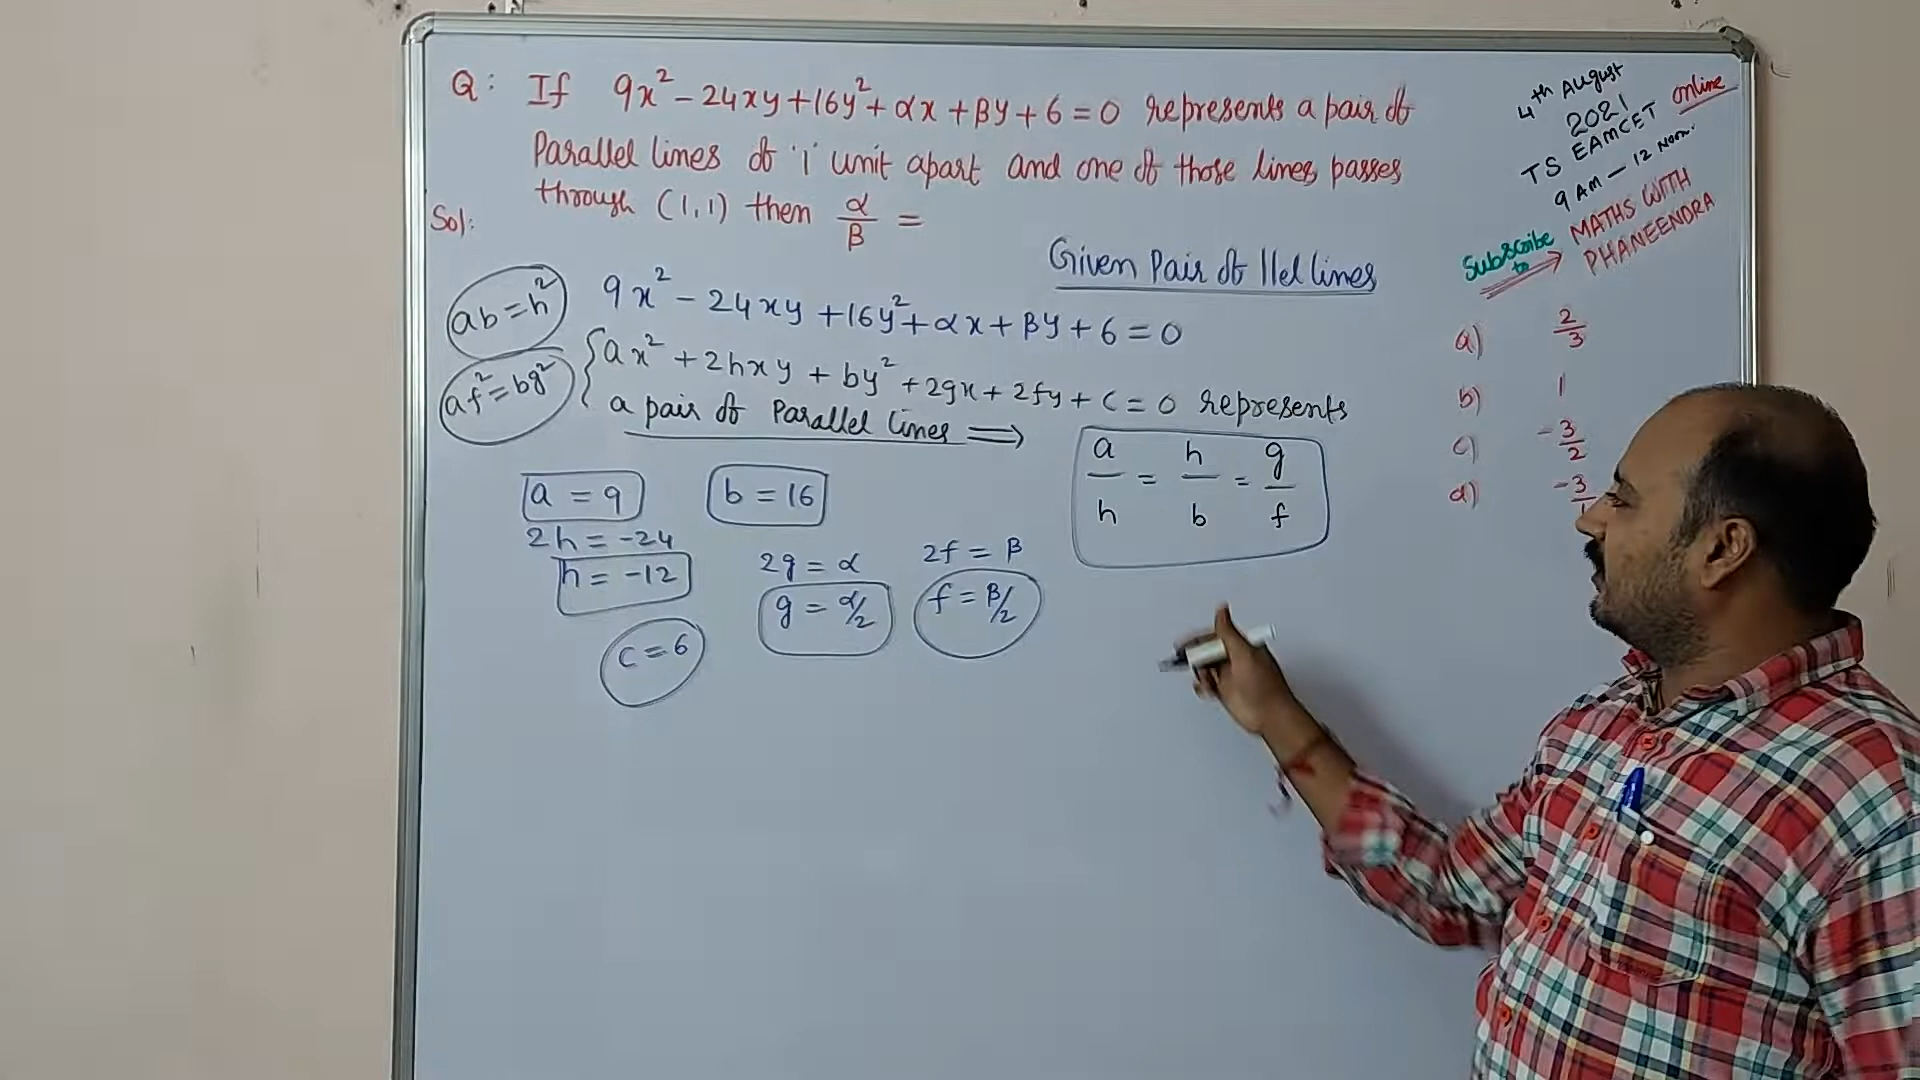 Q: If 9x² - 24xy + 16y² + αx + βy + 6 = 0 represents a pair of
Parallel lines of '1' unit apart and one of those lines passes
through (1,1) then α/β =
4th August
2021
TS EAMCET online
9 AM - 12 Noon.
Subscribe to → MATHS WITH
PHANEENDRA
Sol:
Given Pair of llel lines
ab = h²
9x² - 24xy + 16y² + αx + βy + 6 = 0
af² = bg²
ax² + 2hxy + by² + 2gx + 2fy + c = 0 represents
a pair of Parallel lines ⟹
a/h = h/b = g/f
a = 9
b = 16
2h = -24
h = -12
2g = α
g = α/2
2f = β
f = β/2
c = 6
a) 2/3
b) 1
c) -3/2
d) -3/